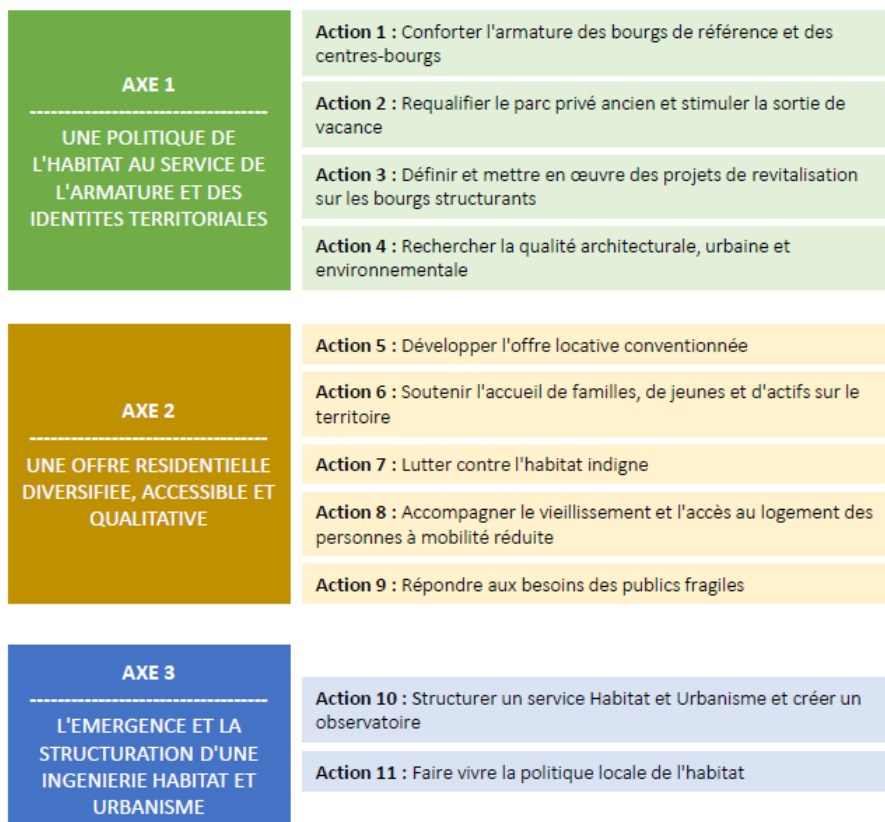 AXE 1
----------------------------------
UNE POLITIQUE DE
L'HABITAT AU SERVICE DE
L'ARMATURE ET DES
IDENTITES TERRITORIALES
Action 1 : Conforter l'armature des bourgs de référence et des
centres-bourgs
Action 2 : Requalifier le parc privé ancien et stimuler la sortie de
vacance
Action 3 : Définir et mettre en œuvre des projets de revitalisation
sur les bourgs structurants
Action 4 : Rechercher la qualité architecturale, urbaine et
environnementale
AXE 2
----------------------------------
UNE OFFRE RESIDENTIELLE
DIVERSIFIEE, ACCESSIBLE ET
QUALITATIVE
Action 5 : Développer l'offre locative conventionnée
Action 6 : Soutenir l'accueil de familles, de jeunes et d'actifs sur le
territoire
Action 7 : Lutter contre l'habitat indigne
Action 8 : Accompagner le vieillissement et l'accès au logement des
personnes à mobilité réduite
Action 9 : Répondre aux besoins des publics fragiles
AXE 3
----------------------------------
L'EMERGENCE ET LA
STRUCTURATION D'UNE
INGENIERIE HABITAT ET
URBANISME
Action 10 : Structurer un service Habitat et Urbanisme et créer un
observatoire
Action 11 : Faire vivre la politique locale de l'habitat